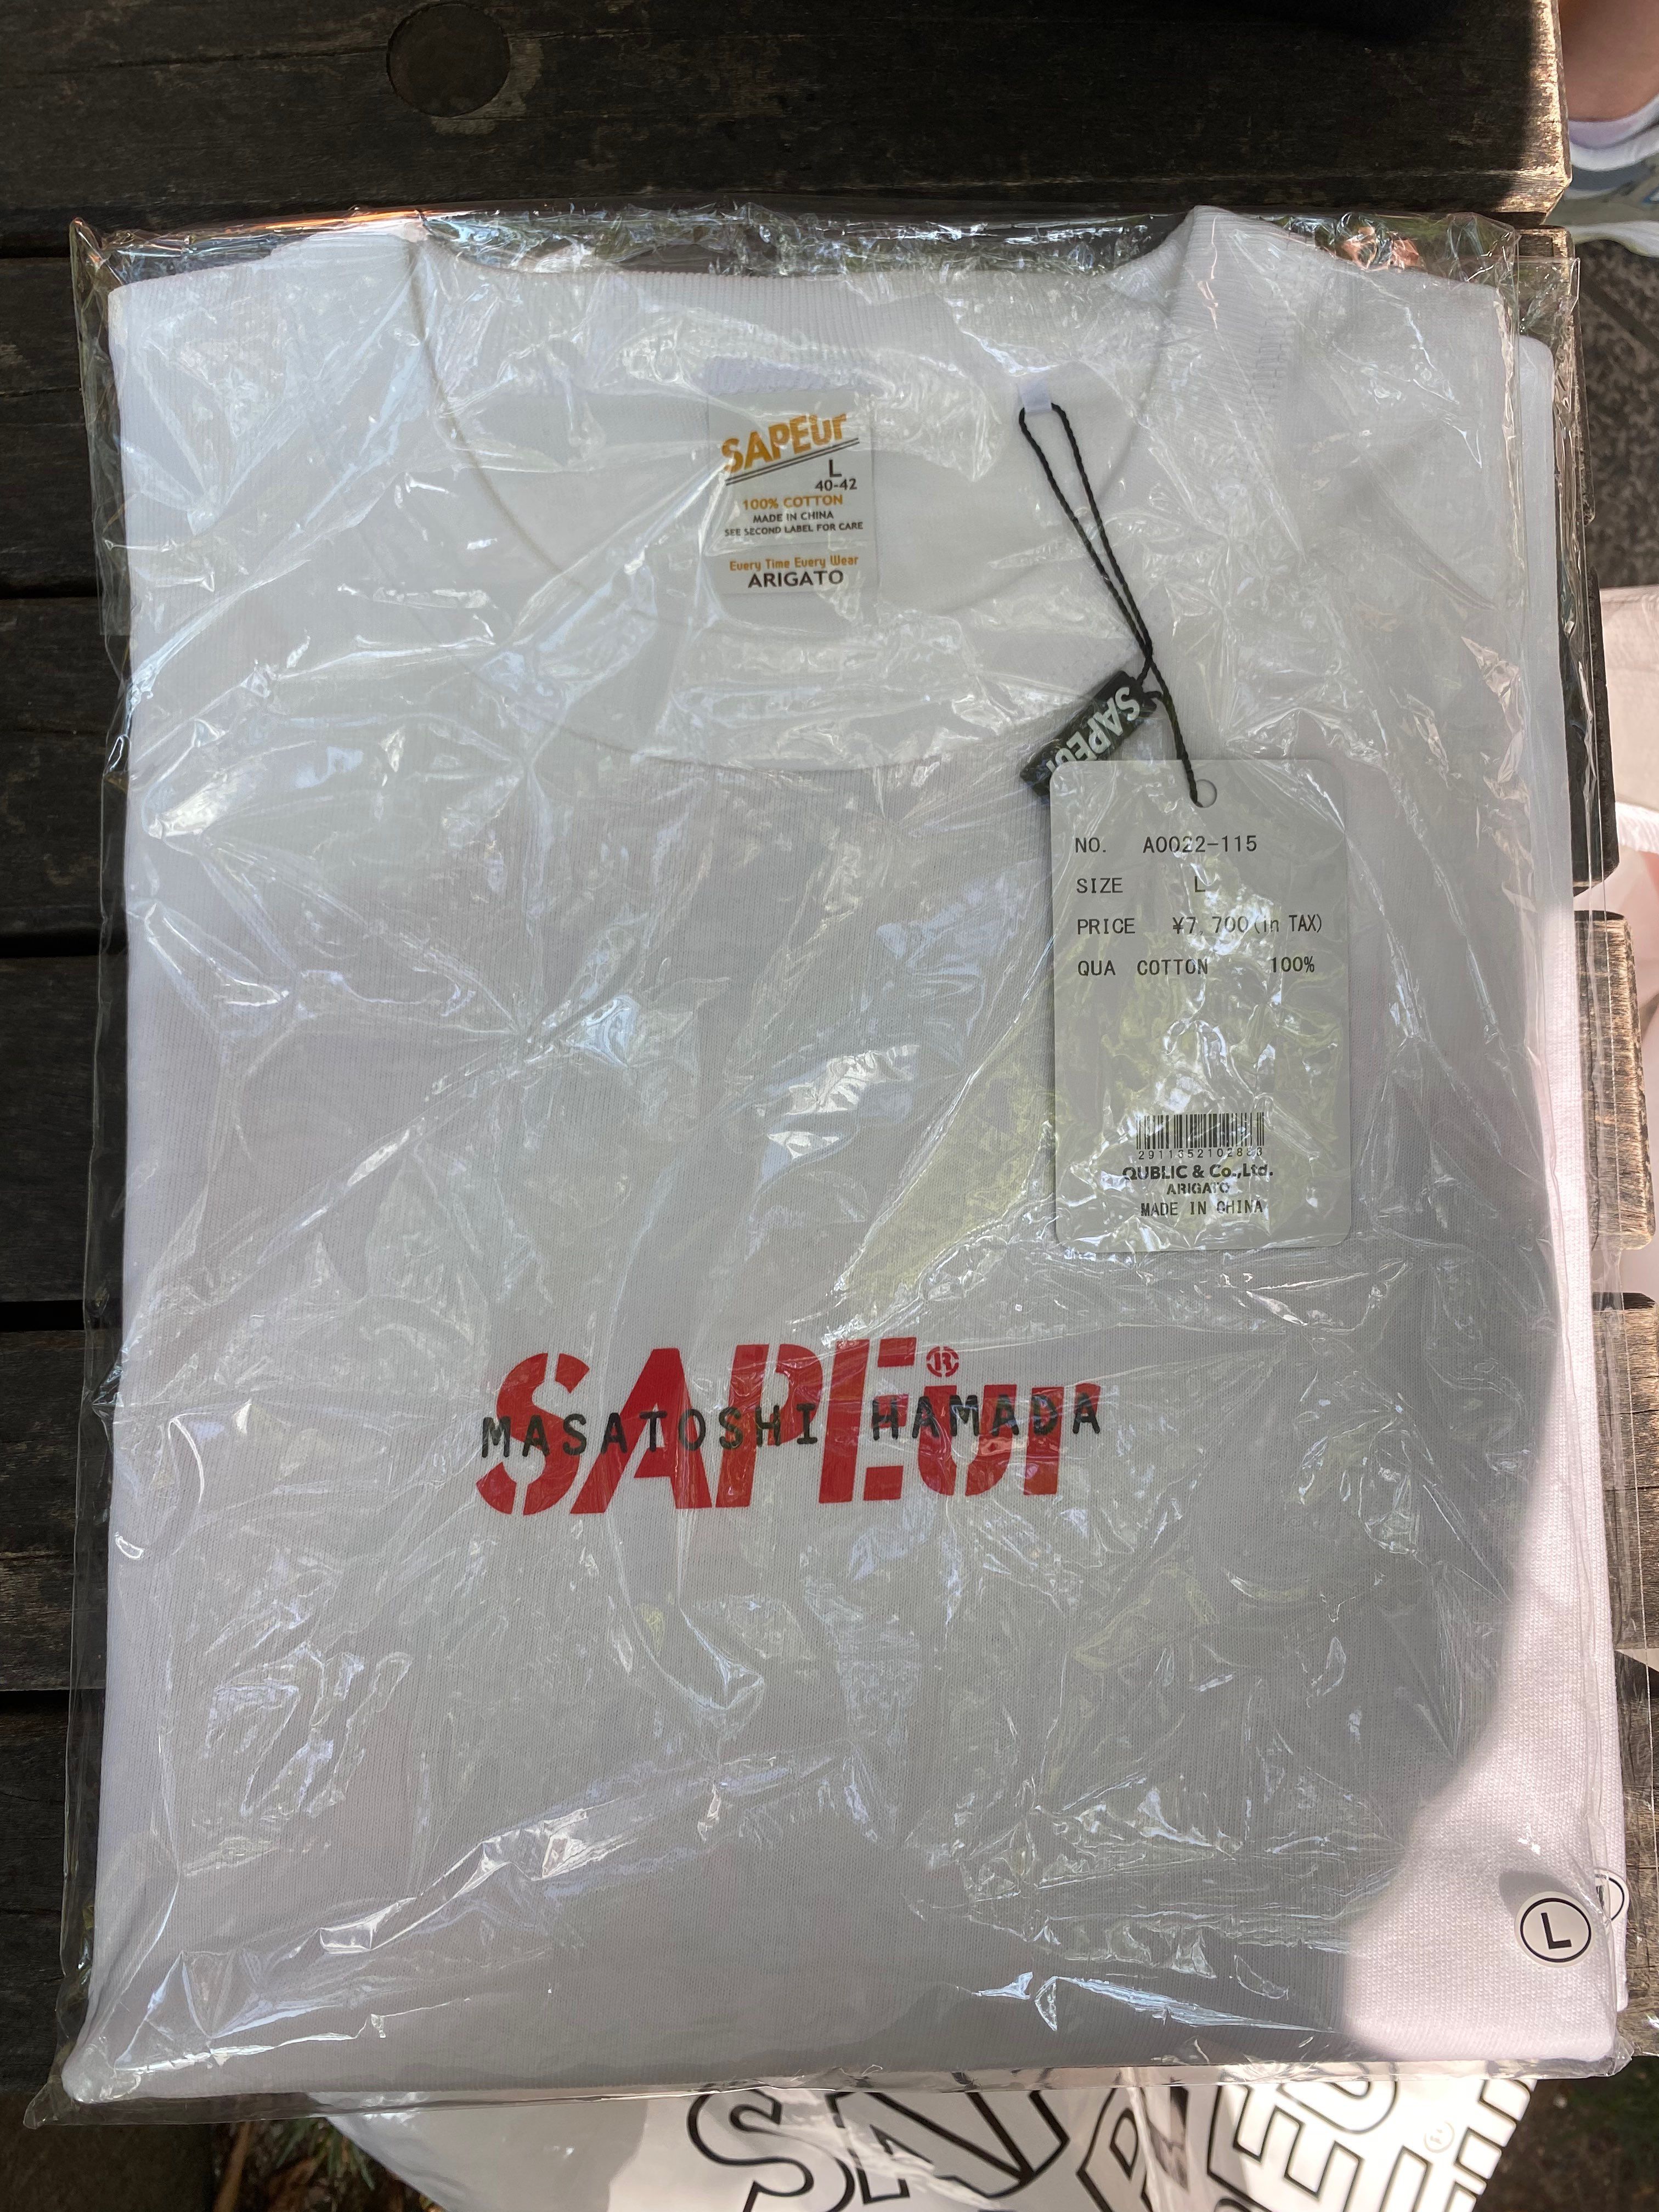 SAPEur
L
40-42
100% COTTON
MADE IN CHINA
SEE SECOND LABEL FOR CARE
Every Time Every Wear
ARIGATO
SAPEur
NO. A0022-115
SIZE L
PRICE ¥7,700(in TAX)
QUA COTTON 100%
QUBLIC & Co.,Ltd.
ARIGATO
MADE IN CHINA
SAPEur®
MASATOSHI HAMADA
L